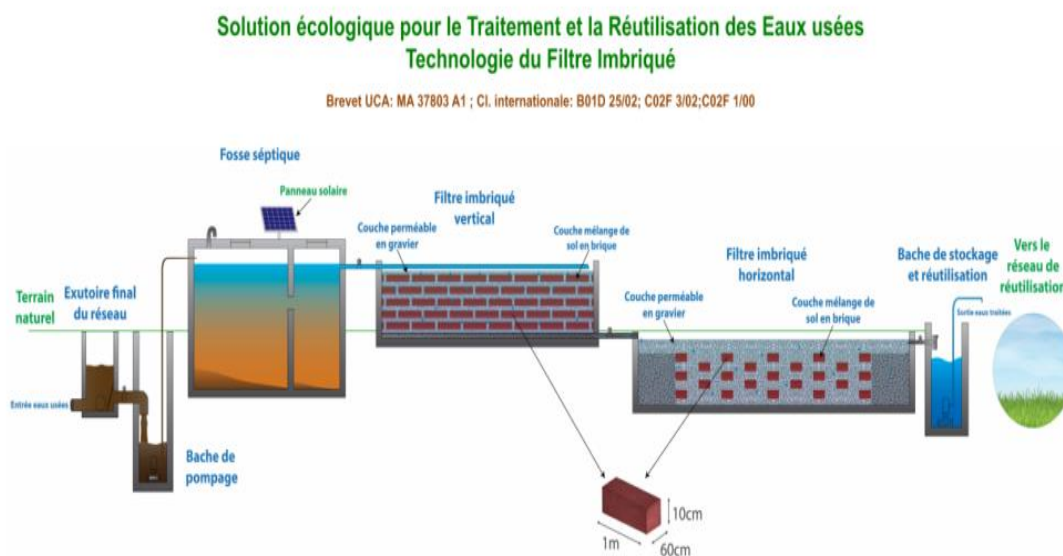 Solution écologique pour le Traitement et la Réutilisation des Eaux usées
Technologie du Filtre Imbriqué
Brevet UCA: MA 37803 A1 ; Cl. internationale: B01D 25/02; C02F 3/02;C02F 1/00
Fosse séptique
Panneau solaire
Filtre imbriqué
vertical
Couche perméable
en gravier
Couche mélange de
sol en brique
Filtre imbriqué
horizontal
Couche perméable
en gravier
Couche mélange de
sol en brique
Bache de stockage
et réutilisation
Vers le
réseau de
réutilisation
Sortie eaux traitées
Terrain
naturel
Exutoire final
du réseau
Entrée eaux usées
Bache de
pompage
10cm
1m
60cm